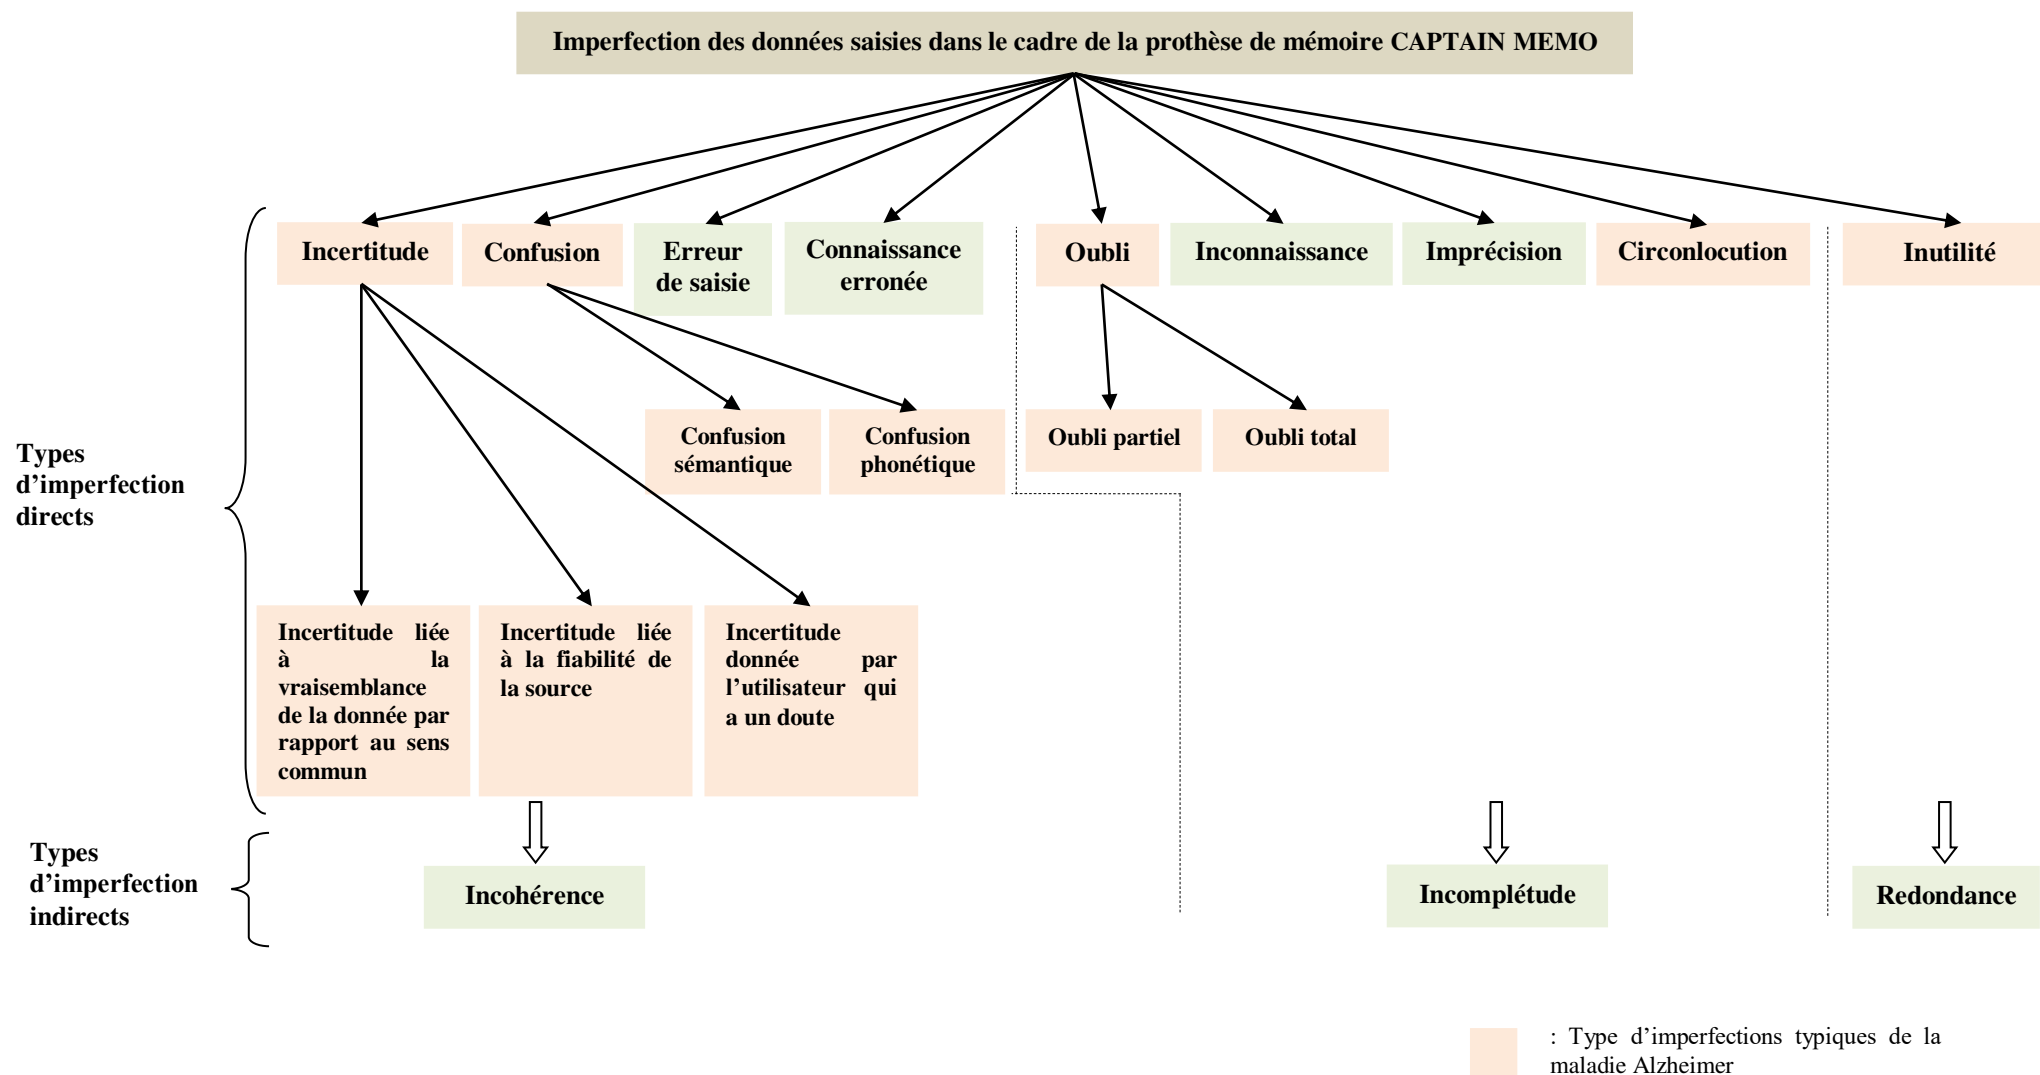 Imperfection des données saisies dans le cadre de la prothèse de mémoire CAPTAIN MEMO
Incertitude
Confusion
Erreur
de saisie
Connaissance
erronée
Oubli
Inconnaissance
Imprécision
Circonlocution
Inutilité
Types
d’imperfection
directs
Confusion
sémantique
Confusion
phonétique
Oubli partiel
Oubli total
Incertitude liée
à la
vraisemblance
de la donnée par
rapport au sens
commun
Incertitude liée
à la fiabilité de
la source
Incertitude
donnée par
l’utilisateur qui
a un doute
Types
d’imperfection
indirects
Incohérence
Incomplétude
Redondance
: Type d’imperfections typiques de la
maladie Alzheimer